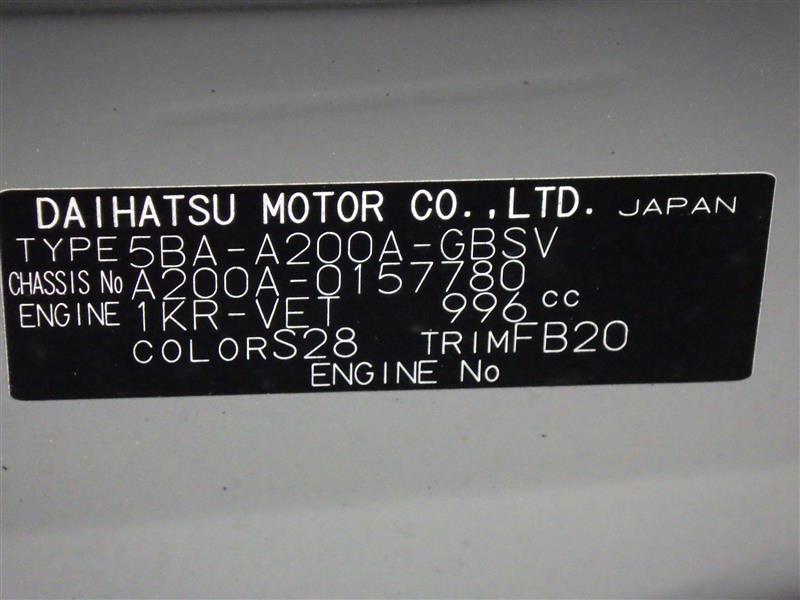 DAIHATSU MOTOR CO.,LTD. JAPAN
TYPE 5BA-A200A-GBSV
CHASSIS No A200A-0157780
ENGINE 1KR-VET 996 cc
COLOR S28 TRIM FB20
ENGINE No